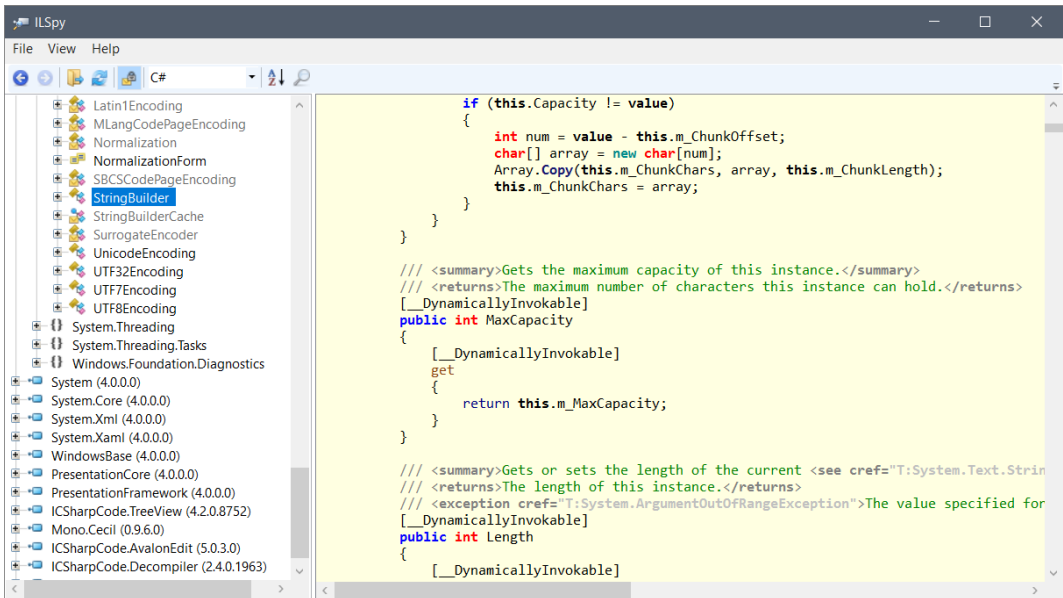 ILSpy
File View Help
C#
Latin1Encoding
MLangCodePageEncoding
Normalization
NormalizationForm
SBCSCodePageEncoding
StringBuilder
StringBuilderCache
SurrogateEncoder
UnicodeEncoding
UTF32Encoding
UTF7Encoding
UTF8Encoding
{} System.Threading
{} System.Threading.Tasks
{} Windows.Foundation.Diagnostics
System (4.0.0.0)
System.Core (4.0.0.0)
System.Xml (4.0.0.0)
System.Xaml (4.0.0.0)
WindowsBase (4.0.0.0)
PresentationCore (4.0.0.0)
PresentationFramework (4.0.0.0)
ICSharpCode.TreeView (4.2.0.8752)
Mono.Cecil (0.9.6.0)
ICSharpCode.AvalonEdit (5.0.3.0)
ICSharpCode.Decompiler (2.4.0.1963)
if (this.Capacity != value)
{
int num = value - this.m_ChunkOffset;
char[] array = new char[num];
Array.Copy(this.m_ChunkChars, array, this.m_ChunkLength);
this.m_ChunkChars = array;
}
}
}
/// <summary>Gets the maximum capacity of this instance.</summary>
/// <returns>The maximum number of characters this instance can hold.</returns>
[__DynamicallyInvokable]
public int MaxCapacity
{
[__DynamicallyInvokable]
get
{
return this.m_MaxCapacity;
}
}
/// <summary>Gets or sets the length of the current <see cref="T:System.Text.Strin
/// <returns>The length of this instance.</returns>
/// <exception cref="T:System.ArgumentOutOfRangeException">The value specified for
[__DynamicallyInvokable]
public int Length
{
[__DynamicallyInvokable]